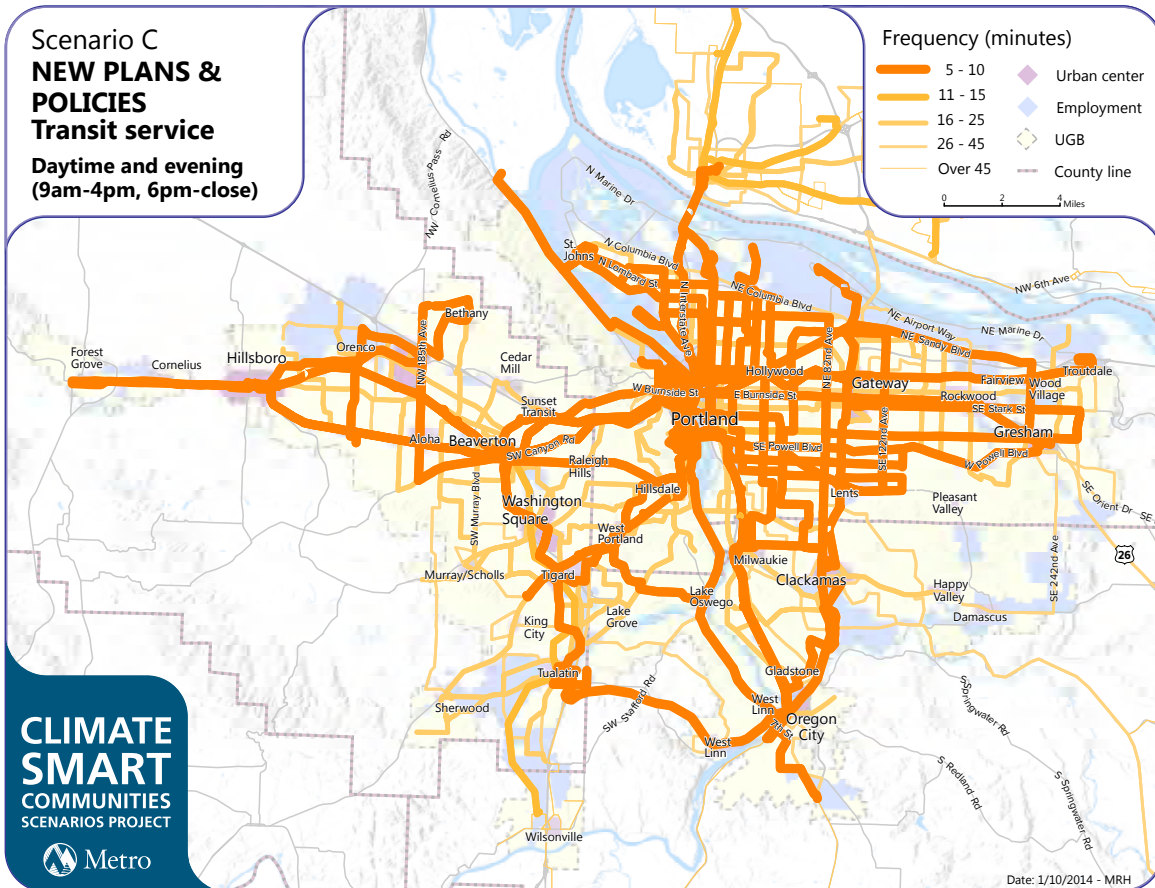 Scenario C
NEW PLANS &
POLICIES
Transit service
Daytime and evening
(9am-4pm, 6pm-close)
Frequency (minutes)
5 - 10
11 - 15
16 - 25
26 - 45
Over 45
Urban center
Employment
UGB
County line
0 2 4 Miles
NW Cornelius Pass Rd
N Marine Dr
St.
Johns
N Columbia Blvd
N Lombard St
N Interstate Ave
NE Columbia Blvd
NE 82nd Ave
NE Airport Way
NE Sandy Blvd
NE Marine Dr
NW 6th Ave
Bethany
NW 185th Ave
Orenco
Hillsboro
Forest
Grove
Cornelius
Cedar
Mill
Sunset
Transit
W Burnside St
Hollywood
E Burnside St
Gateway
Fairview
Troutdale
Wood
Village
Rockwood
SE Stark St
Gresham
Portland
Aloha
Beaverton
SW Canyon Rd
Raleigh
Hills
SE Powell Blvd
SE 122nd Ave
W Powell Blvd
SW Murray Blvd
Washington
Square
Hillsdale
Lents
Pleasant
Valley
SE Orient Dr
SE
26
West
Portland
Milwaukie
Clackamas
SE 242nd Ave
Murray/Scholls
Tigard
Lake
Oswego
Happy
Valley
Damascus
King
City
Lake
Grove
Tualatin
Gladstone
Sherwood
SW Stafford Rd
West
Linn
7th St
Oregon
City
West
Linn
S Springwater Rd
S Redland Rd
S Springwater Rd
Wilsonville
CLIMATE
SMART
COMMUNITIES
SCENARIOS PROJECT
Metro
Date: 1/10/2014 - MRH